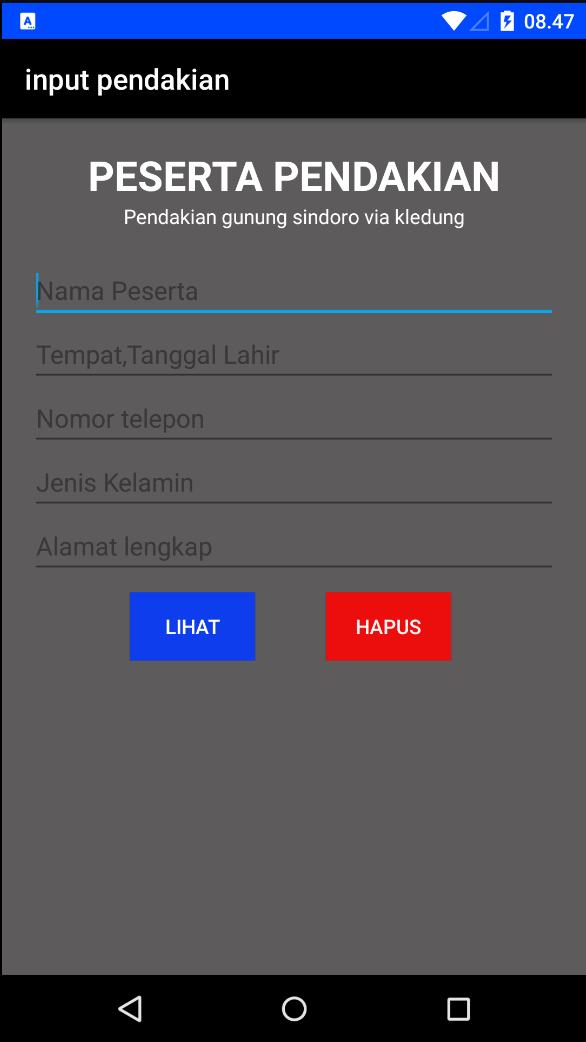 08.47
input pendakian
PESERTA PENDAKIAN
Pendakian gunung sindoro via kledung
Nama Peserta
Tempat,Tanggal Lahir
Nomor telepon
Jenis Kelamin
Alamat lengkap
LIHAT
HAPUS